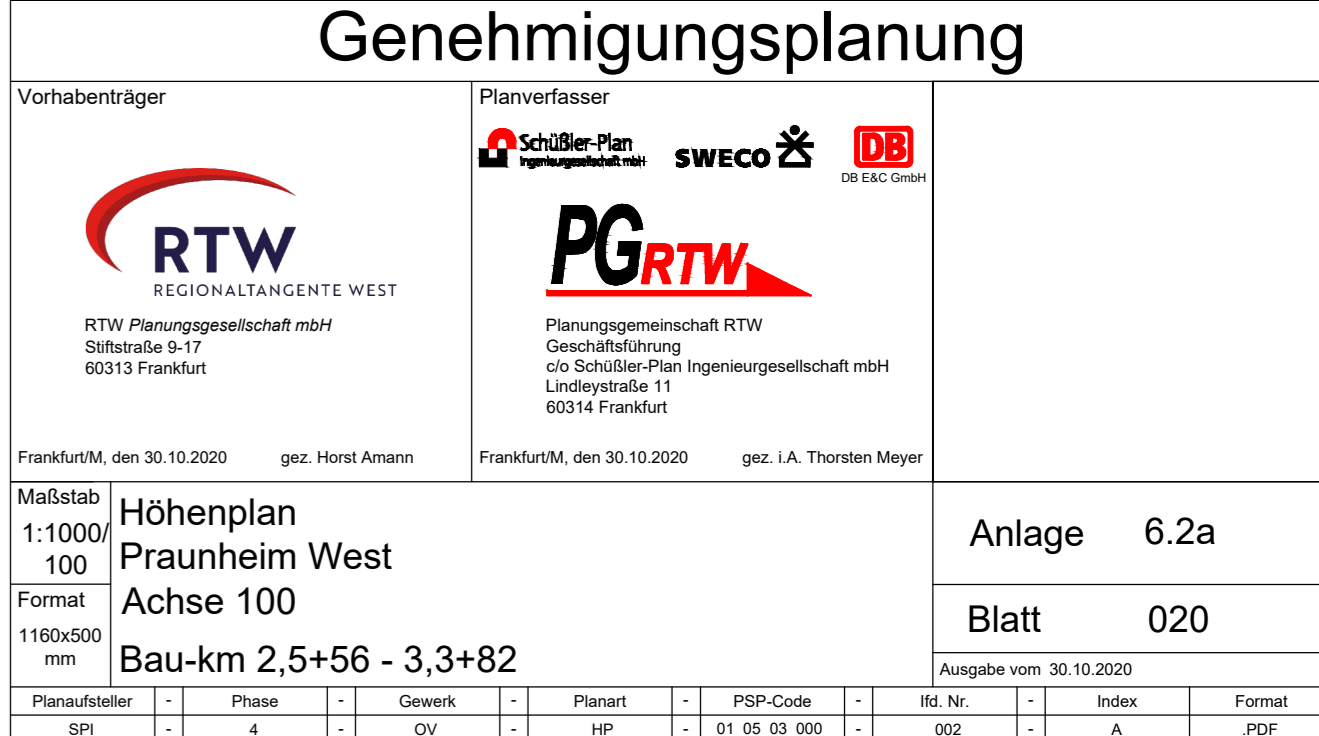 Genehmigungsplanung
Vorhabenträger
RTW
REGIONALTANGENTE WEST
RTW Planungsgesellschaft mbH
Stiftstraße 9-17
60313 Frankfurt
Frankfurt/M, den 30.10.2020 gez. Horst Amann
Planverfasser
Schüßler-Plan
Ingenieurgesellschaft mbH
SWECO
DB
DB E&C GmbH
PGRTW
Planungsgemeinschaft RTW
Geschäftsführung
c/o Schüßler-Plan Ingenieurgesellschaft mbH
Lindleystraße 11
60314 Frankfurt
Frankfurt/M, den 30.10.2020 gez. i.A. Thorsten Meyer
Maßstab
1:1000/
100
Format
1160x500
mm
Höhenplan
Praunheim West
Achse 100
Bau-km 2,5+56 - 3,3+82
Anlage 6.2a
Blatt 020
Ausgabe vom 30.10.2020
Planaufsteller - Phase - Gewerk - Planart - PSP-Code - lfd. Nr. - Index Format
SPI - 4 - OV - HP - 01 05 03 000 - 002 - A .PDF